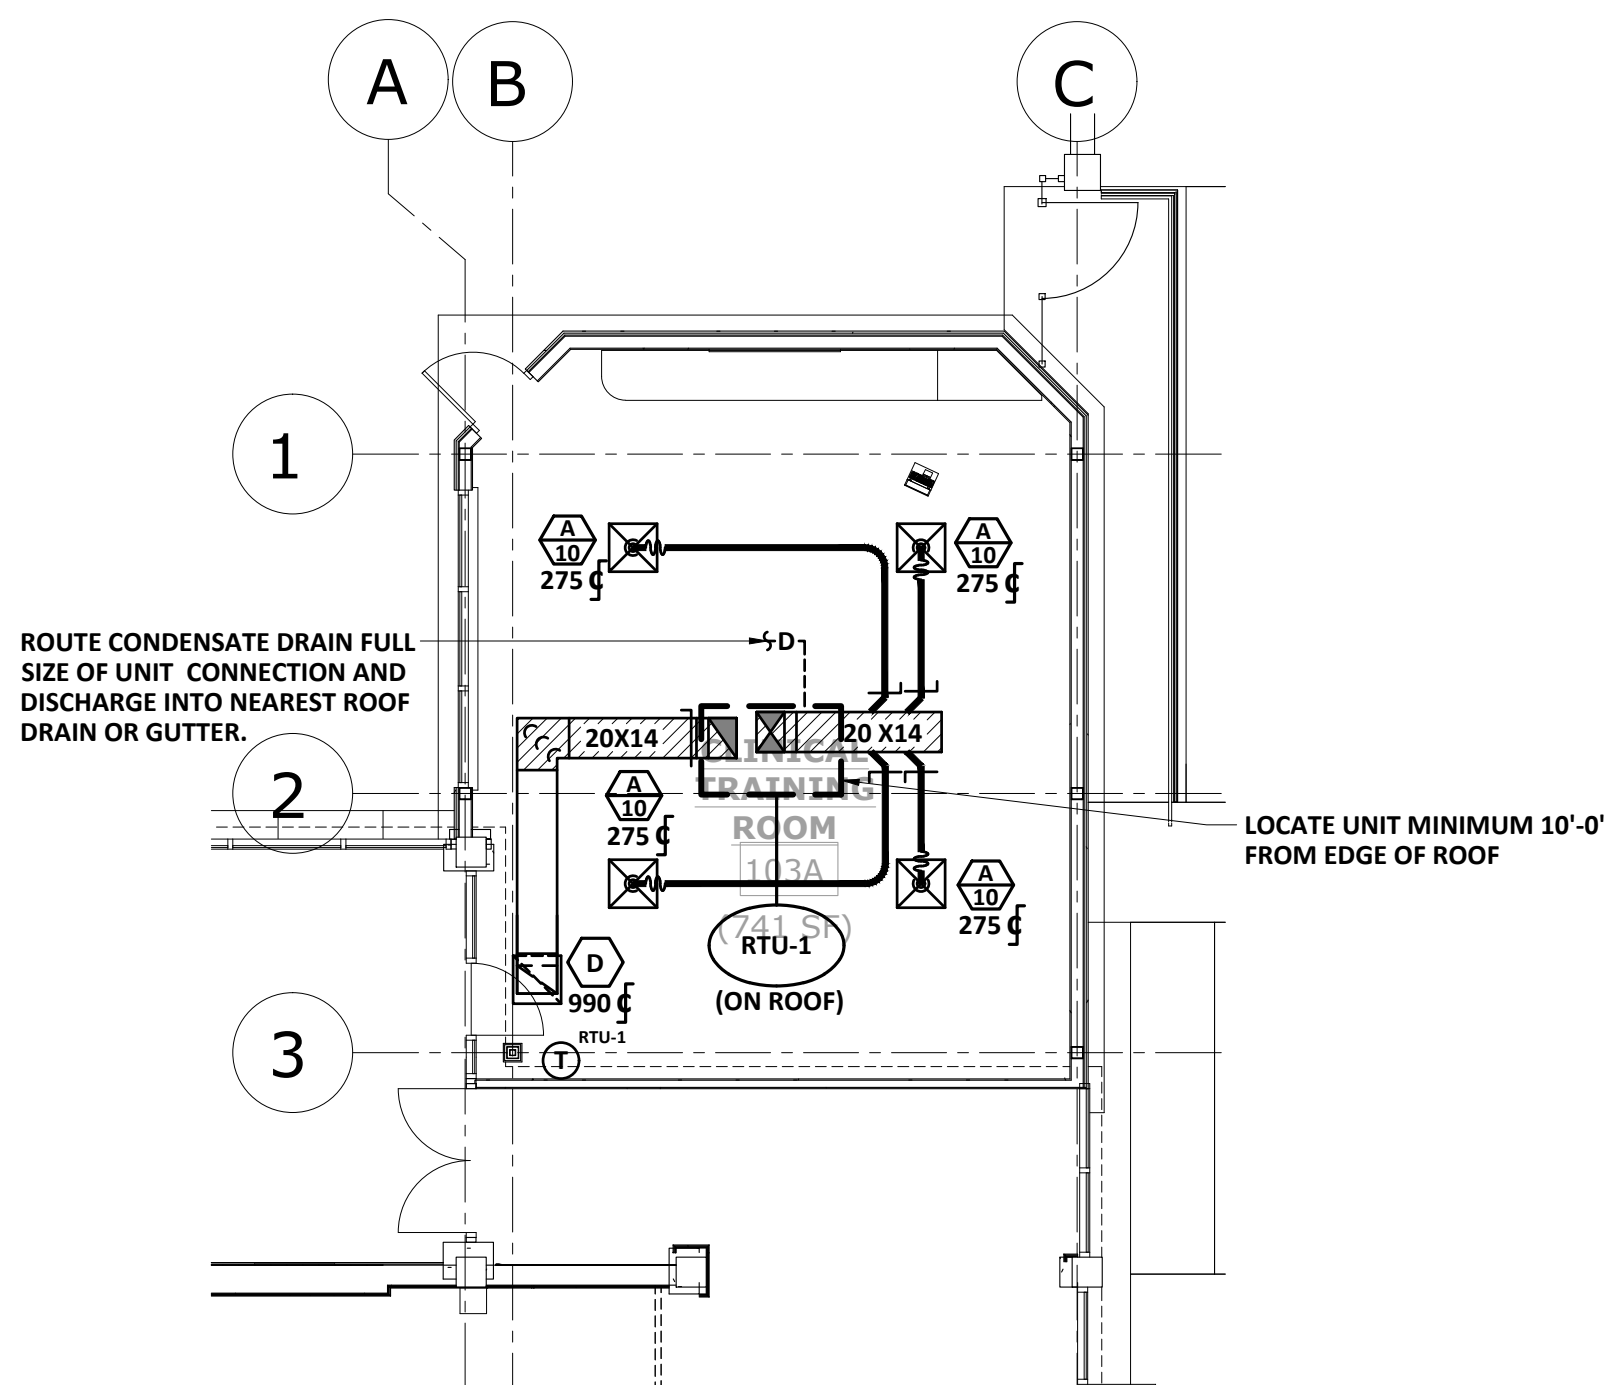 A
B
C
1
A
10
275
A
10
275
ROUTE CONDENSATE DRAIN FULL
SIZE OF UNIT CONNECTION AND
DISCHARGE INTO NEAREST ROOF
DRAIN OR GUTTER.
D
20X14
20 X14
CLINICAL
TRAINING
ROOM
103A
(741 SF)
2
A
10
275
LOCATE UNIT MINIMUM 10'-0'
FROM EDGE OF ROOF
A
10
275
D
990
RTU-1
(ON ROOF)
RTU-1
T
3